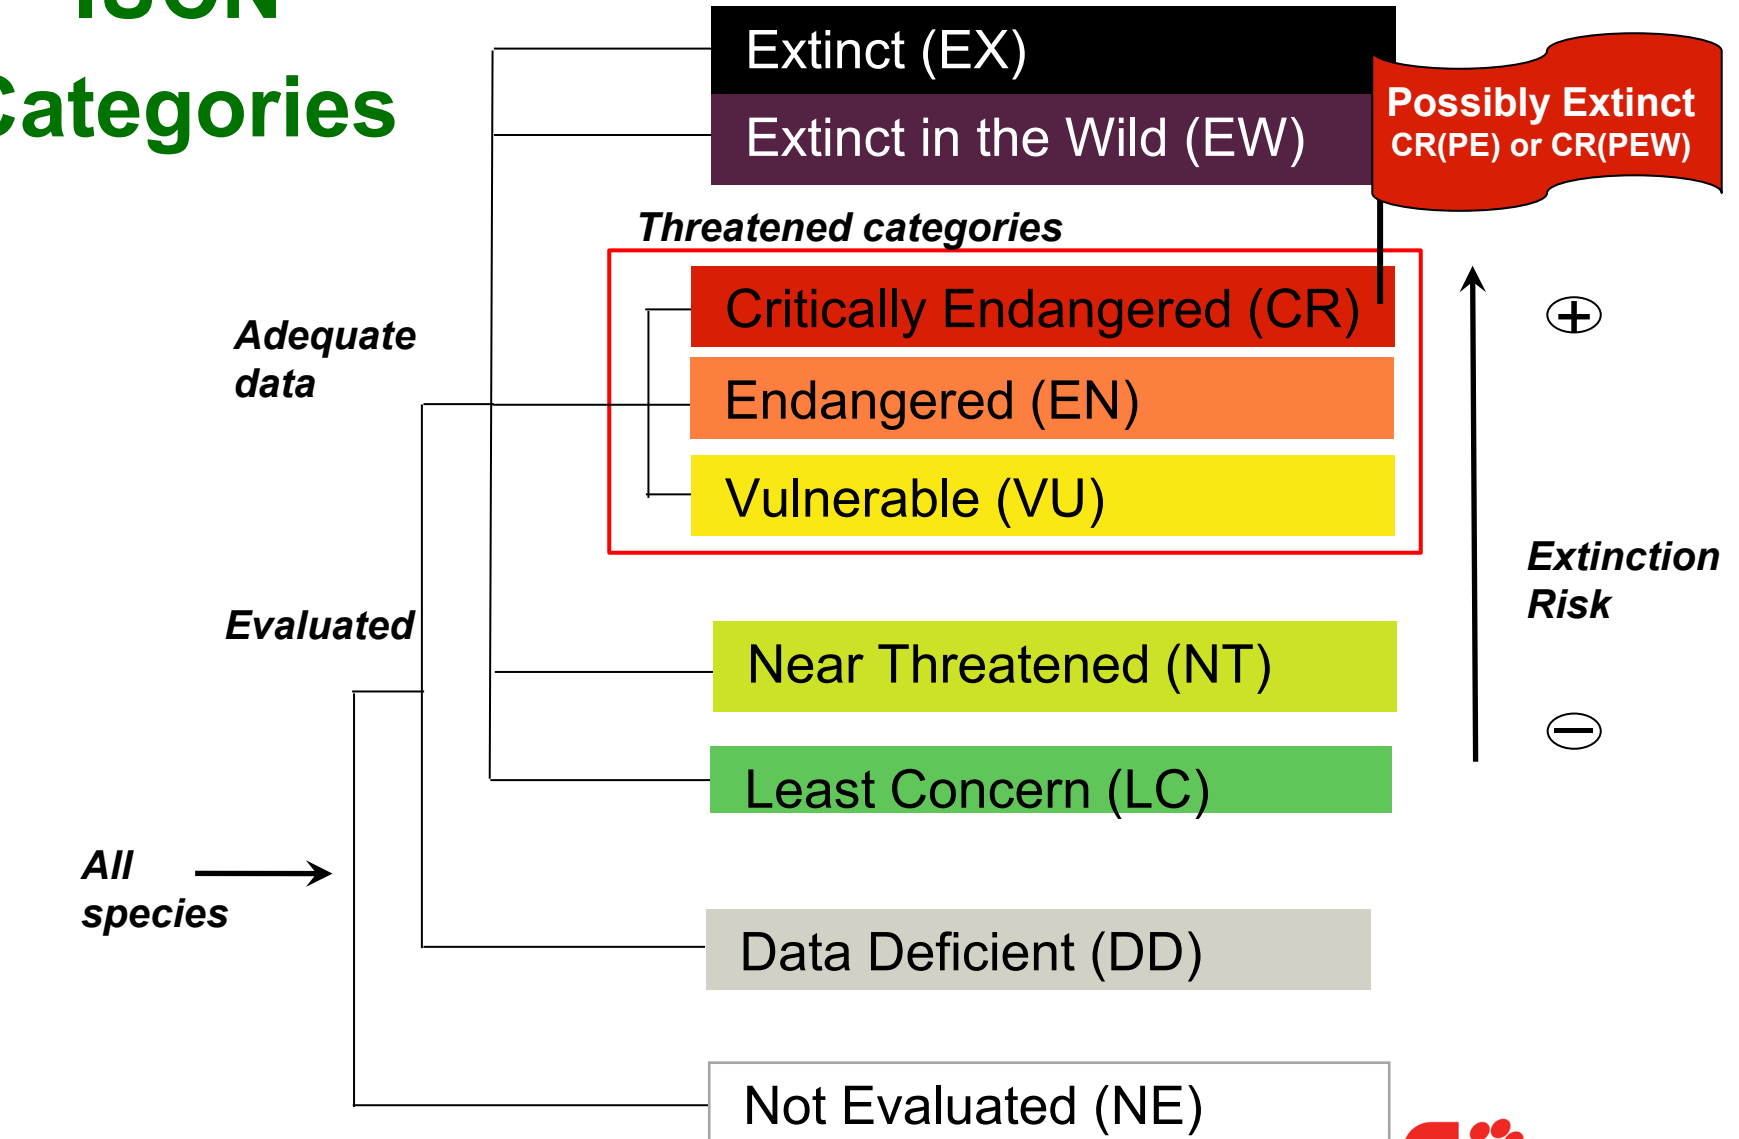 IUCN
Categories
Extinct (EX)
Extinct in the Wild (EW)
Possibly Extinct
CR(PE) or CR(PEW)
Threatened categories
Critically Endangered (CR)
Adequate
data
Endangered (EN)
Vulnerable (VU)
Extinction
Risk
Evaluated
Near Threatened (NT)
Least Concern (LC)
All
species
Data Deficient (DD)
Not Evaluated (NE)